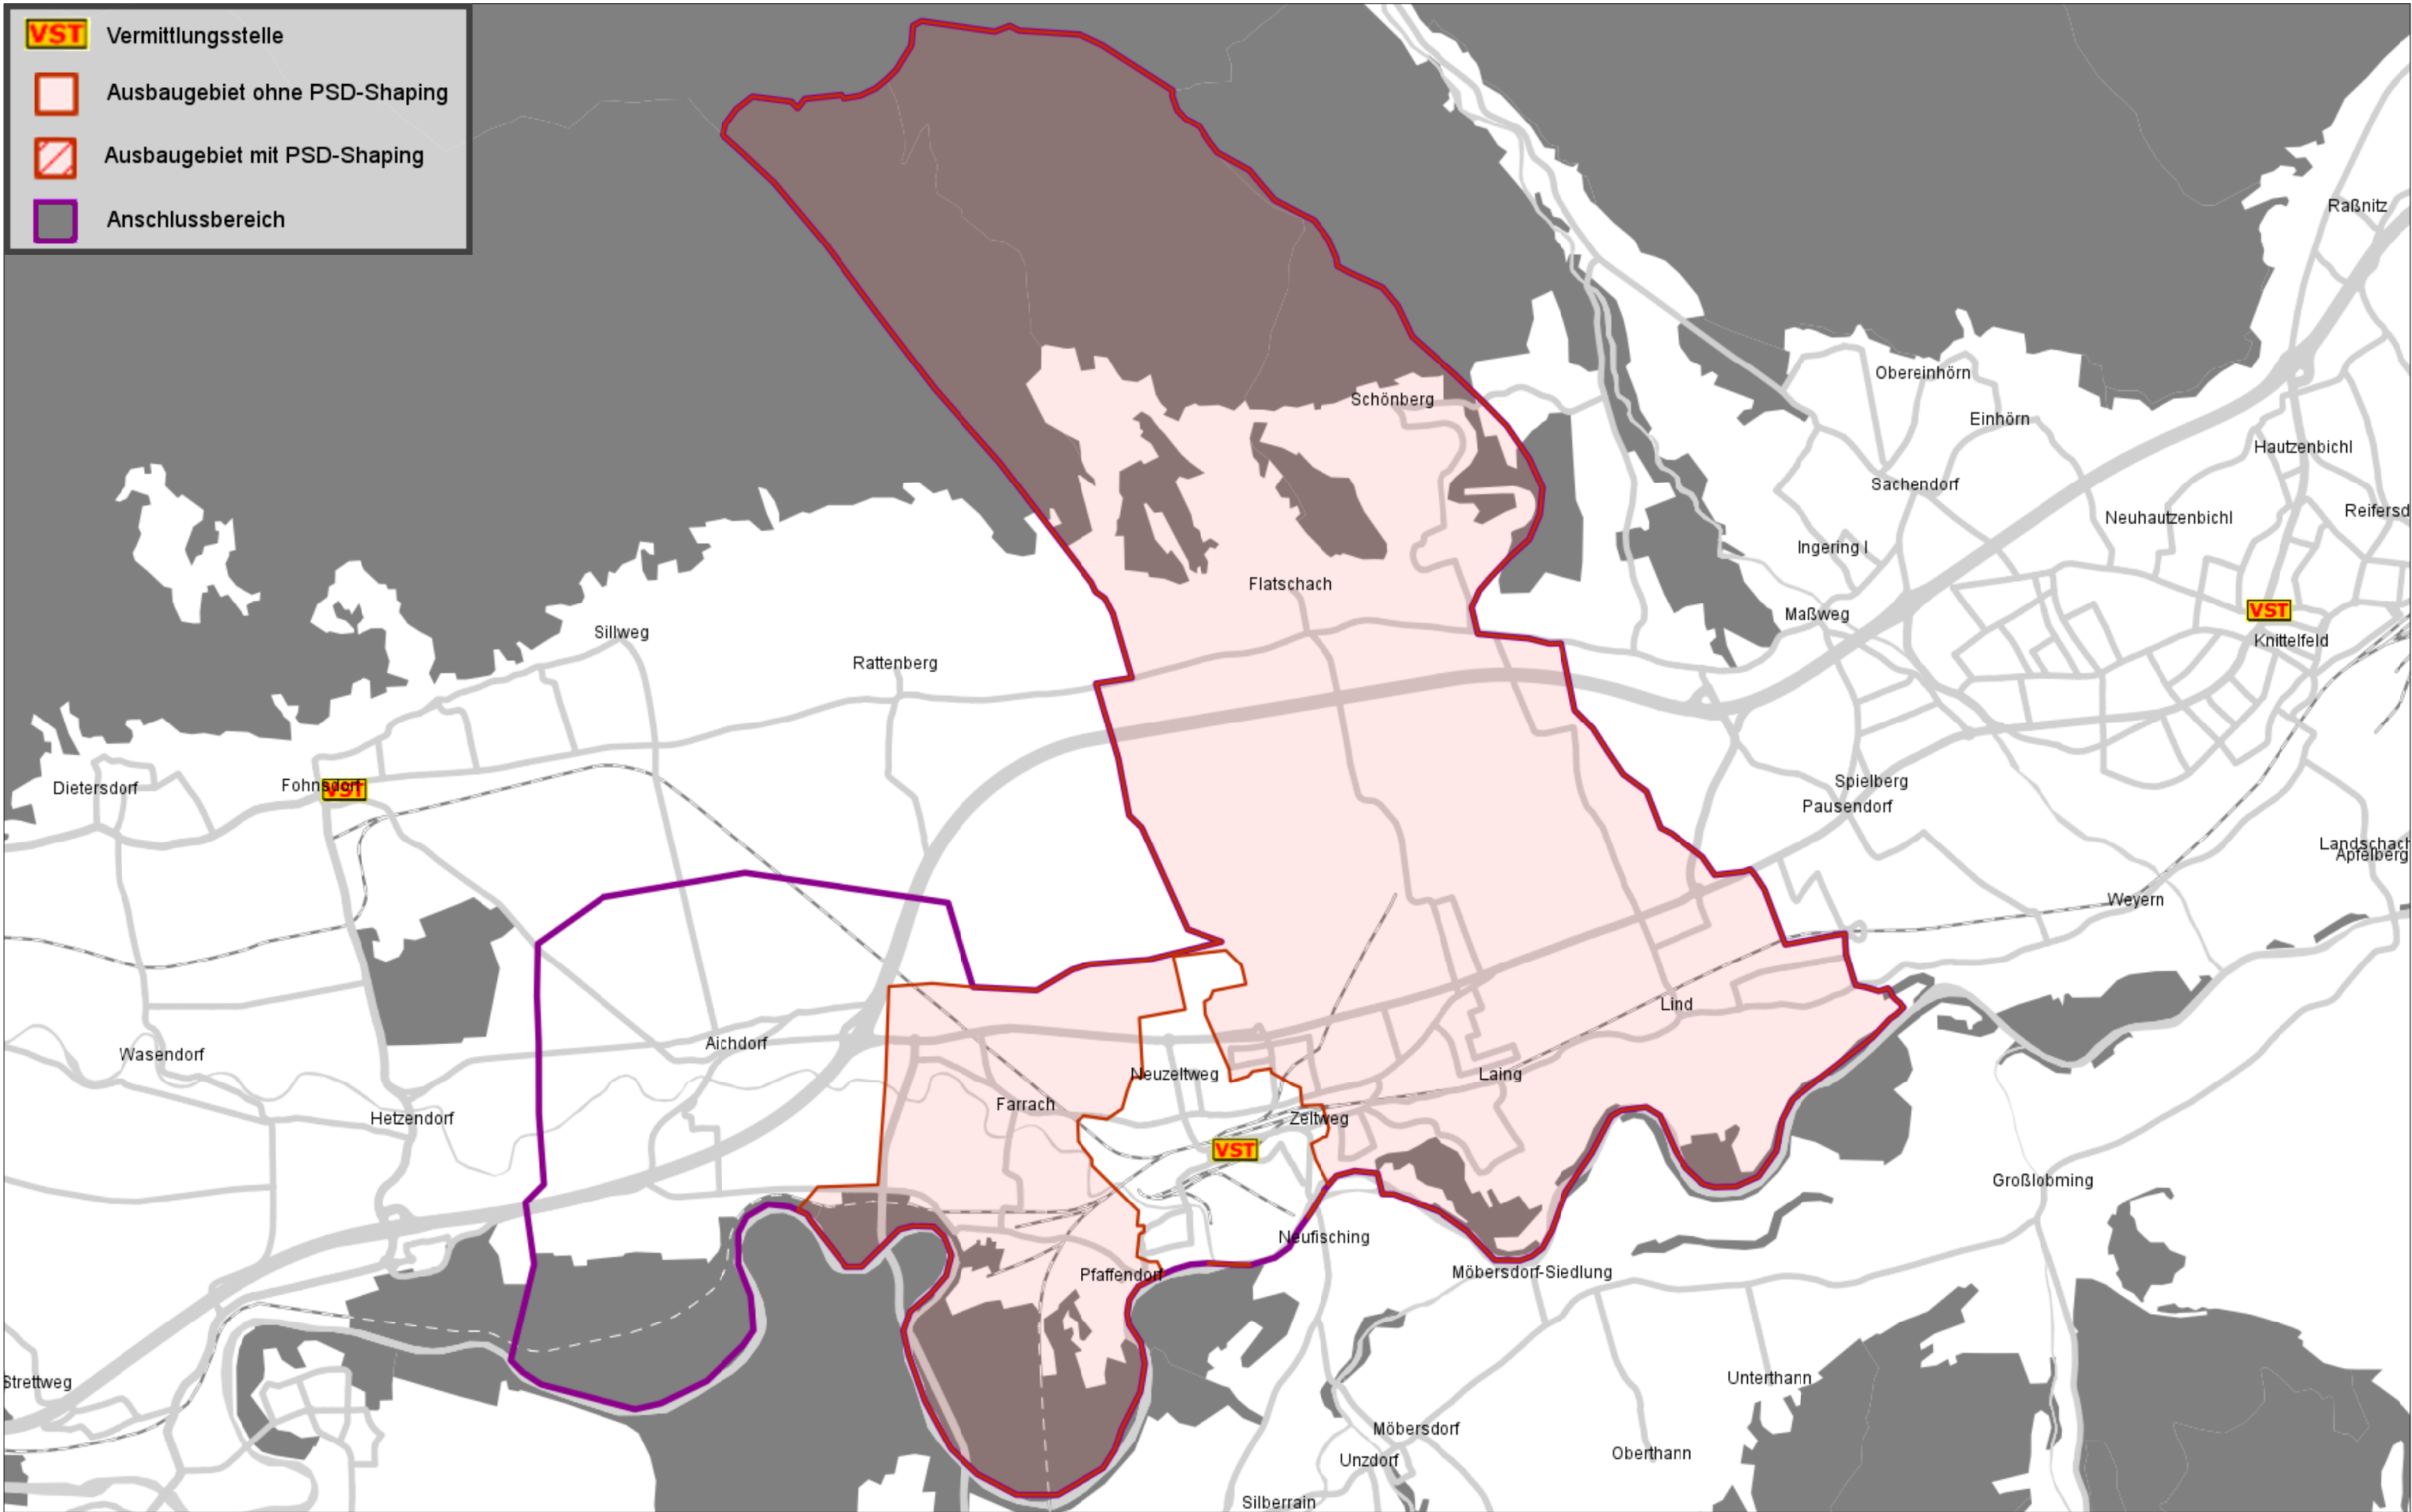 VST Vermittlungsstelle
Ausbaugebiet ohne PSD-Shaping
Ausbaugebiet mit PSD-Shaping
Anschlussbereich
Raßnitz
Obereinhörn
Schönberg
Einhörn
Hautzenbichl
Sachendorf
Reifersd
Neuhautzenbichl
Ingering I
Flatschach
VST
Maßweg
Sillweg
Knittelfeld
Rattenberg
Spielberg
Fohnsdorf
VST
Dietersdorf
Pausendorf
Landschach
Apfelberg
Weyern
Lind
Aichdorf
Wasendorf
Neuzeltweg
Laing
Farrach
Hetzendorf
Zeltweg
VST
Großlobming
Neufisching
Pfaffendorf
Möbersdorf-Siedlung
Unterthann
Strettweg
Möbersdorf
Oberthann
Unzdorf
Silberrain